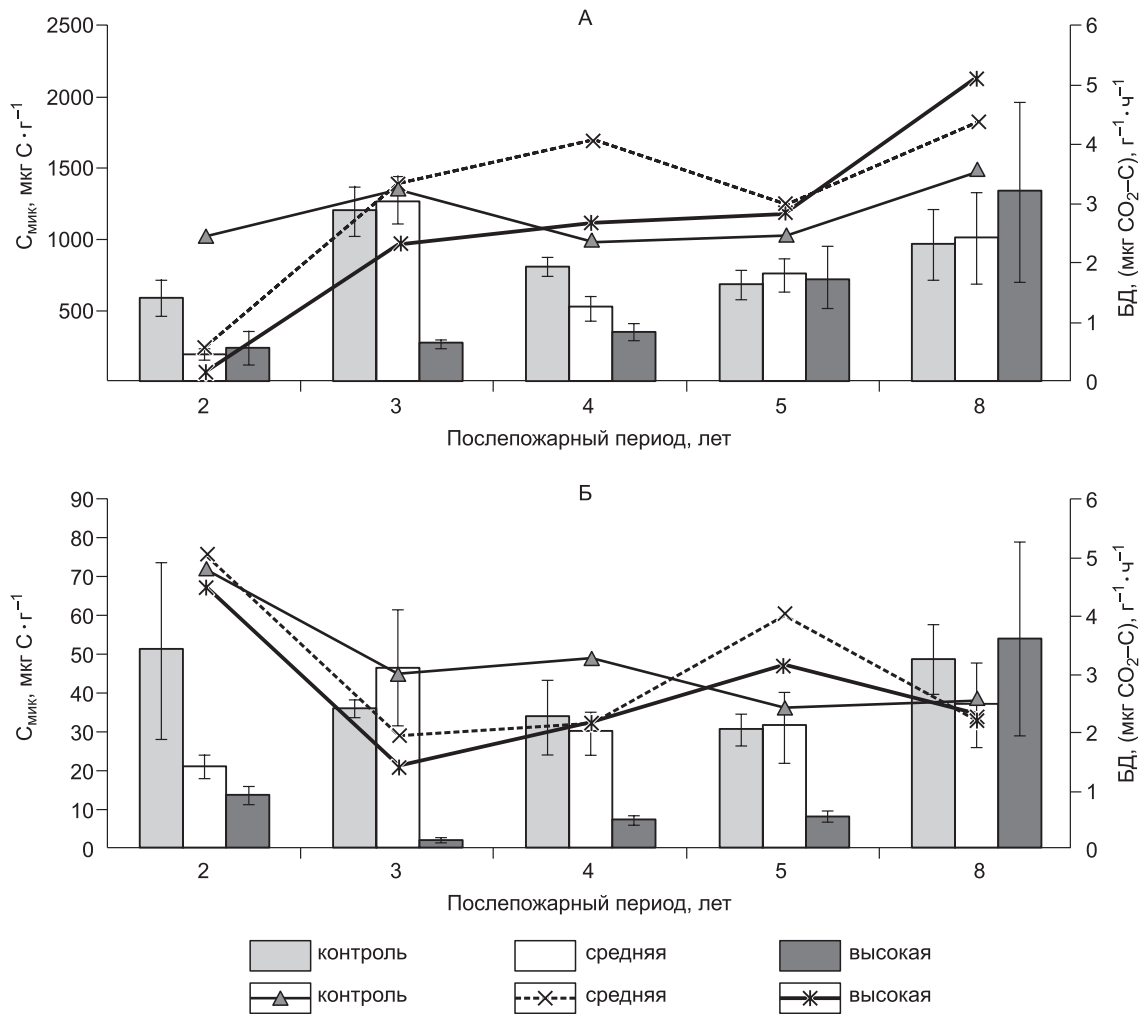 А
2500
2000
1500
1000
500
Cмик, мкг C·г⁻¹
6
5
4
3
2
1
0
БД, (мкг CO₂–C), г⁻¹·ч⁻¹
2 3 4 5 8
Послепожарный период, лет
Б
90
80
70
60
50
40
30
20
10
0
Cмик, мкг C·г⁻¹
6
5
4
3
2
1
0
БД, (мкг CO₂–C), г⁻¹·ч⁻¹
2 3 4 5 8
Послепожарный период, лет
контроль средняя высокая
контроль средняя высокая